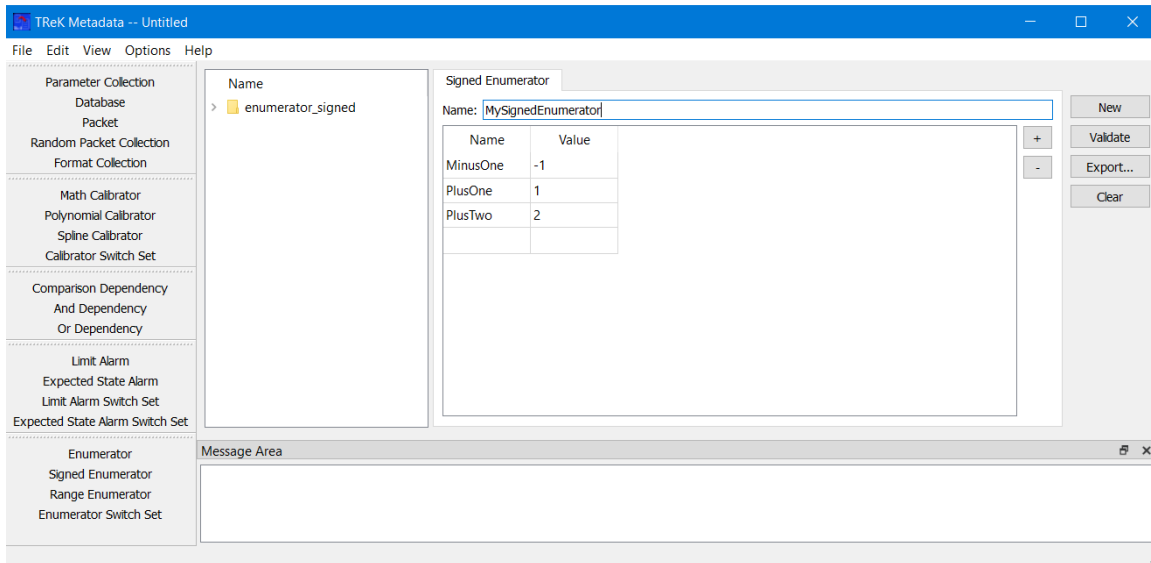 TReK Metadata -- Untitled
File Edit View Options Help
Parameter Collection
Database
Packet
Random Packet Collection
Format Collection
Math Calibrator
Polynomial Calibrator
Spline Calibrator
Calibrator Switch Set
Comparison Dependency
And Dependency
Or Dependency
Limit Alarm
Expected State Alarm
Limit Alarm Switch Set
Expected State Alarm Switch Set
Enumerator
Signed Enumerator
Range Enumerator
Enumerator Switch Set
Name
enumerator_signed
Signed Enumerator
Name: MySignedEnumerator
Name Value
MinusOne -1
PlusOne 1
PlusTwo 2
+
-
New
Validate
Export...
Clear
Message Area